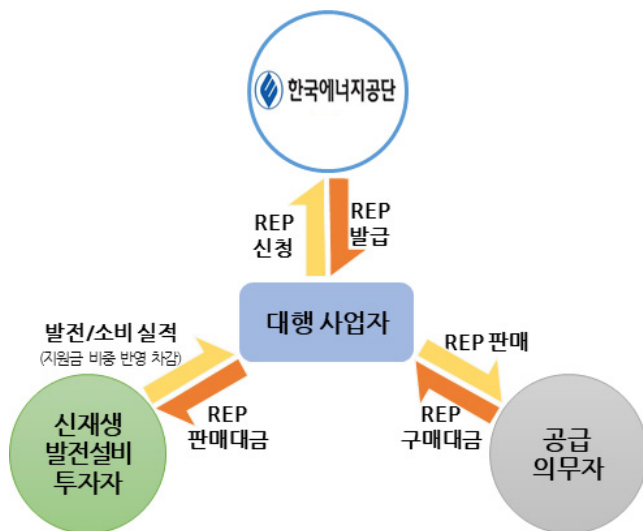 한국에너지공단
REP
신청
REP
발급
대행 사업자
발전/소비 실적
(지원금 비중 반영 차감)
REP
판매대금
REP 판매
REP
구매대금
신재생
발전설비
투자자
공급
의무자